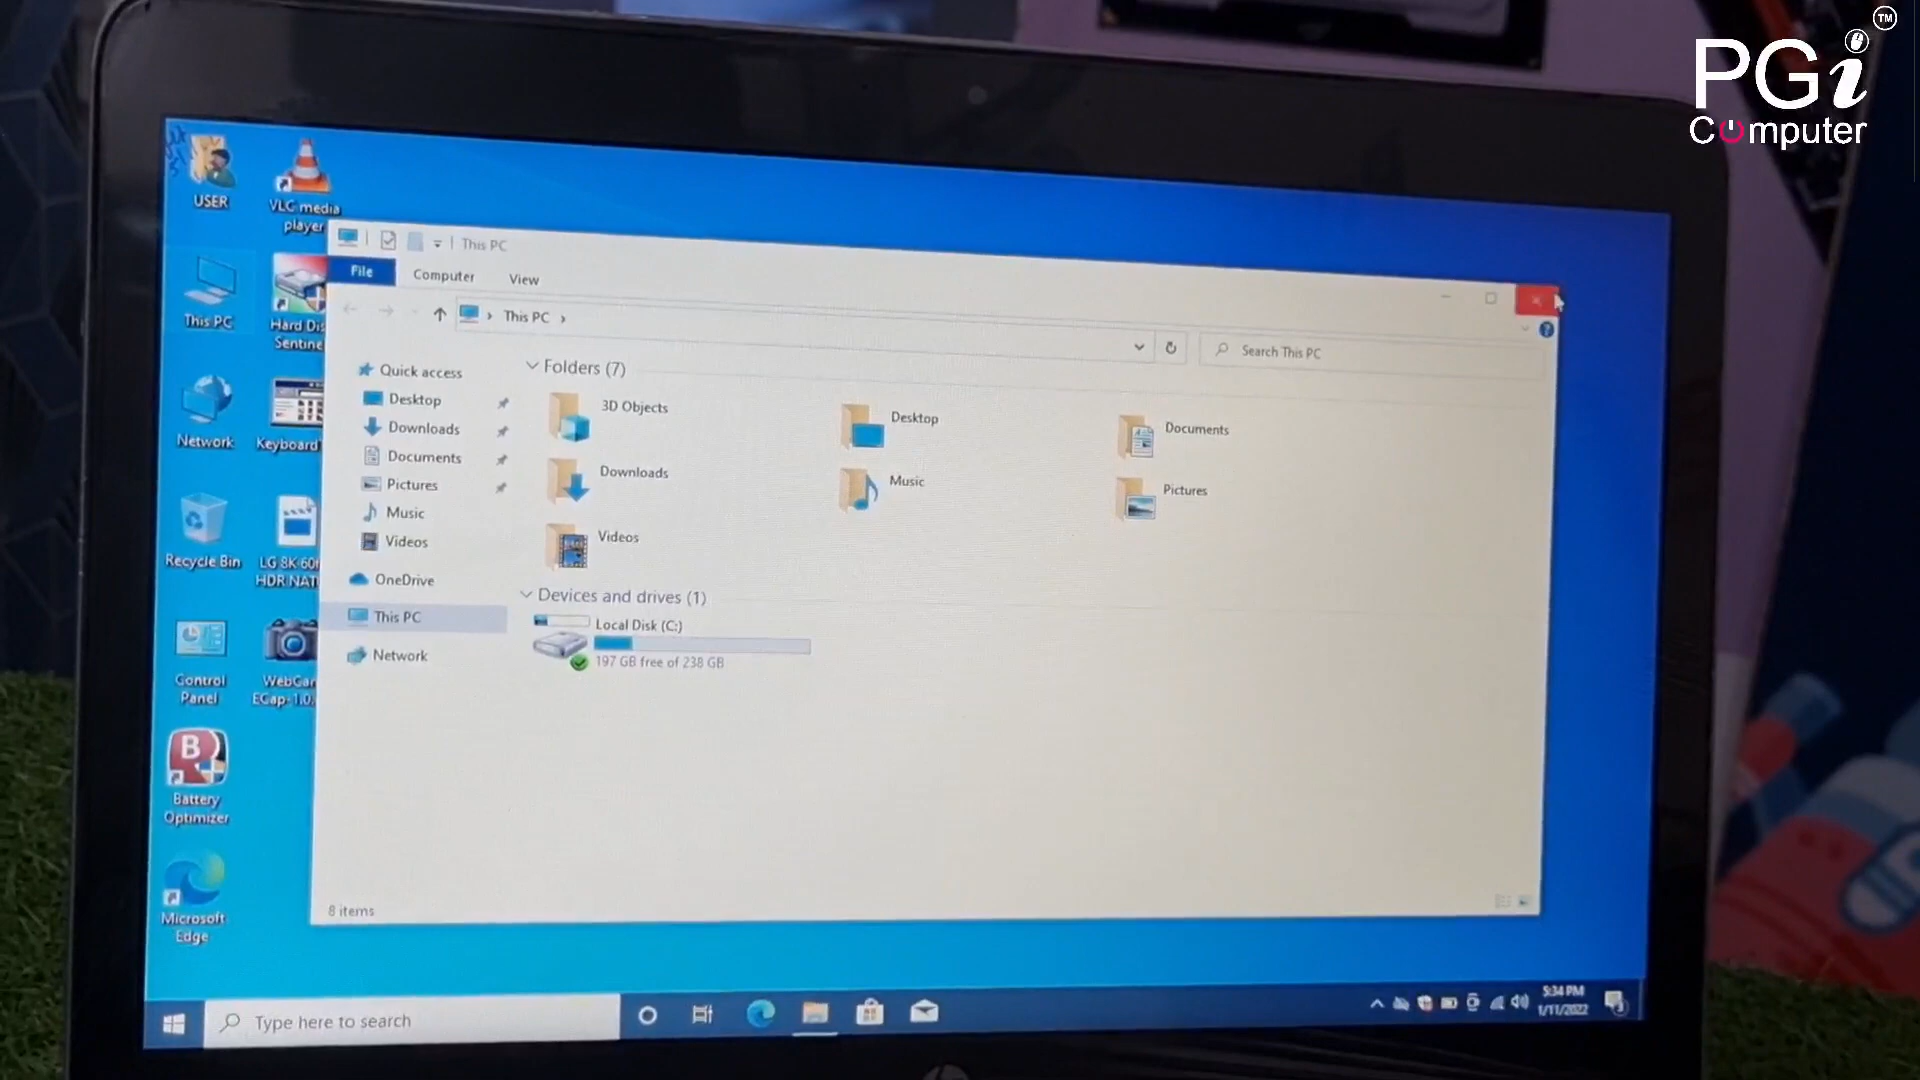 TM
PGi
Computer
USER
VLC media
player
This PC
Hard Dis
Sentine
Network
Keyboard
Recycle Bin
LG 8K 60
HDR NAT
Control
Panel
WebCar
ECap-1.0.
Battery
Optimizer
Microsoft
Edge
This PC
File
Computer
View
This PC
Search This PC
Quick access
Desktop
Downloads
Documents
Pictures
Music
Videos
OneDrive
This PC
Network
Folders (7)
3D Objects
Desktop
Documents
Downloads
Music
Pictures
Videos
Devices and drives (1)
Local Disk (C:)
197 GB free of 238 GB
8 items
Type here to search
5:34 PM
1/11/2022